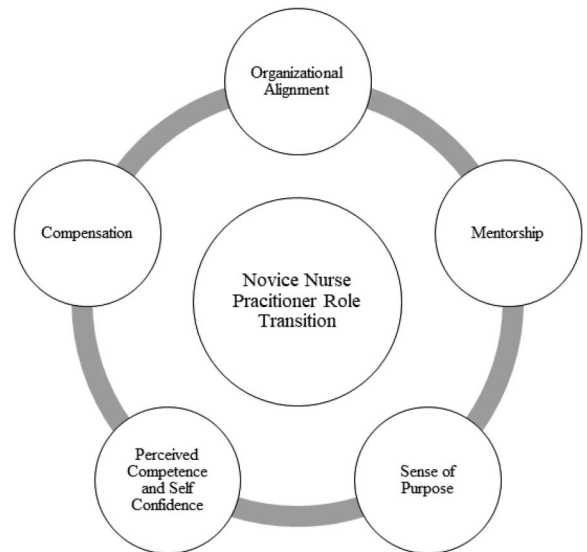 Organizational
Alignment
Compensation
Mentorship
Novice Nurse
Pracitioner Role
Transition
Perceived
Competence
and Self
Confidence
Sense of
Purpose